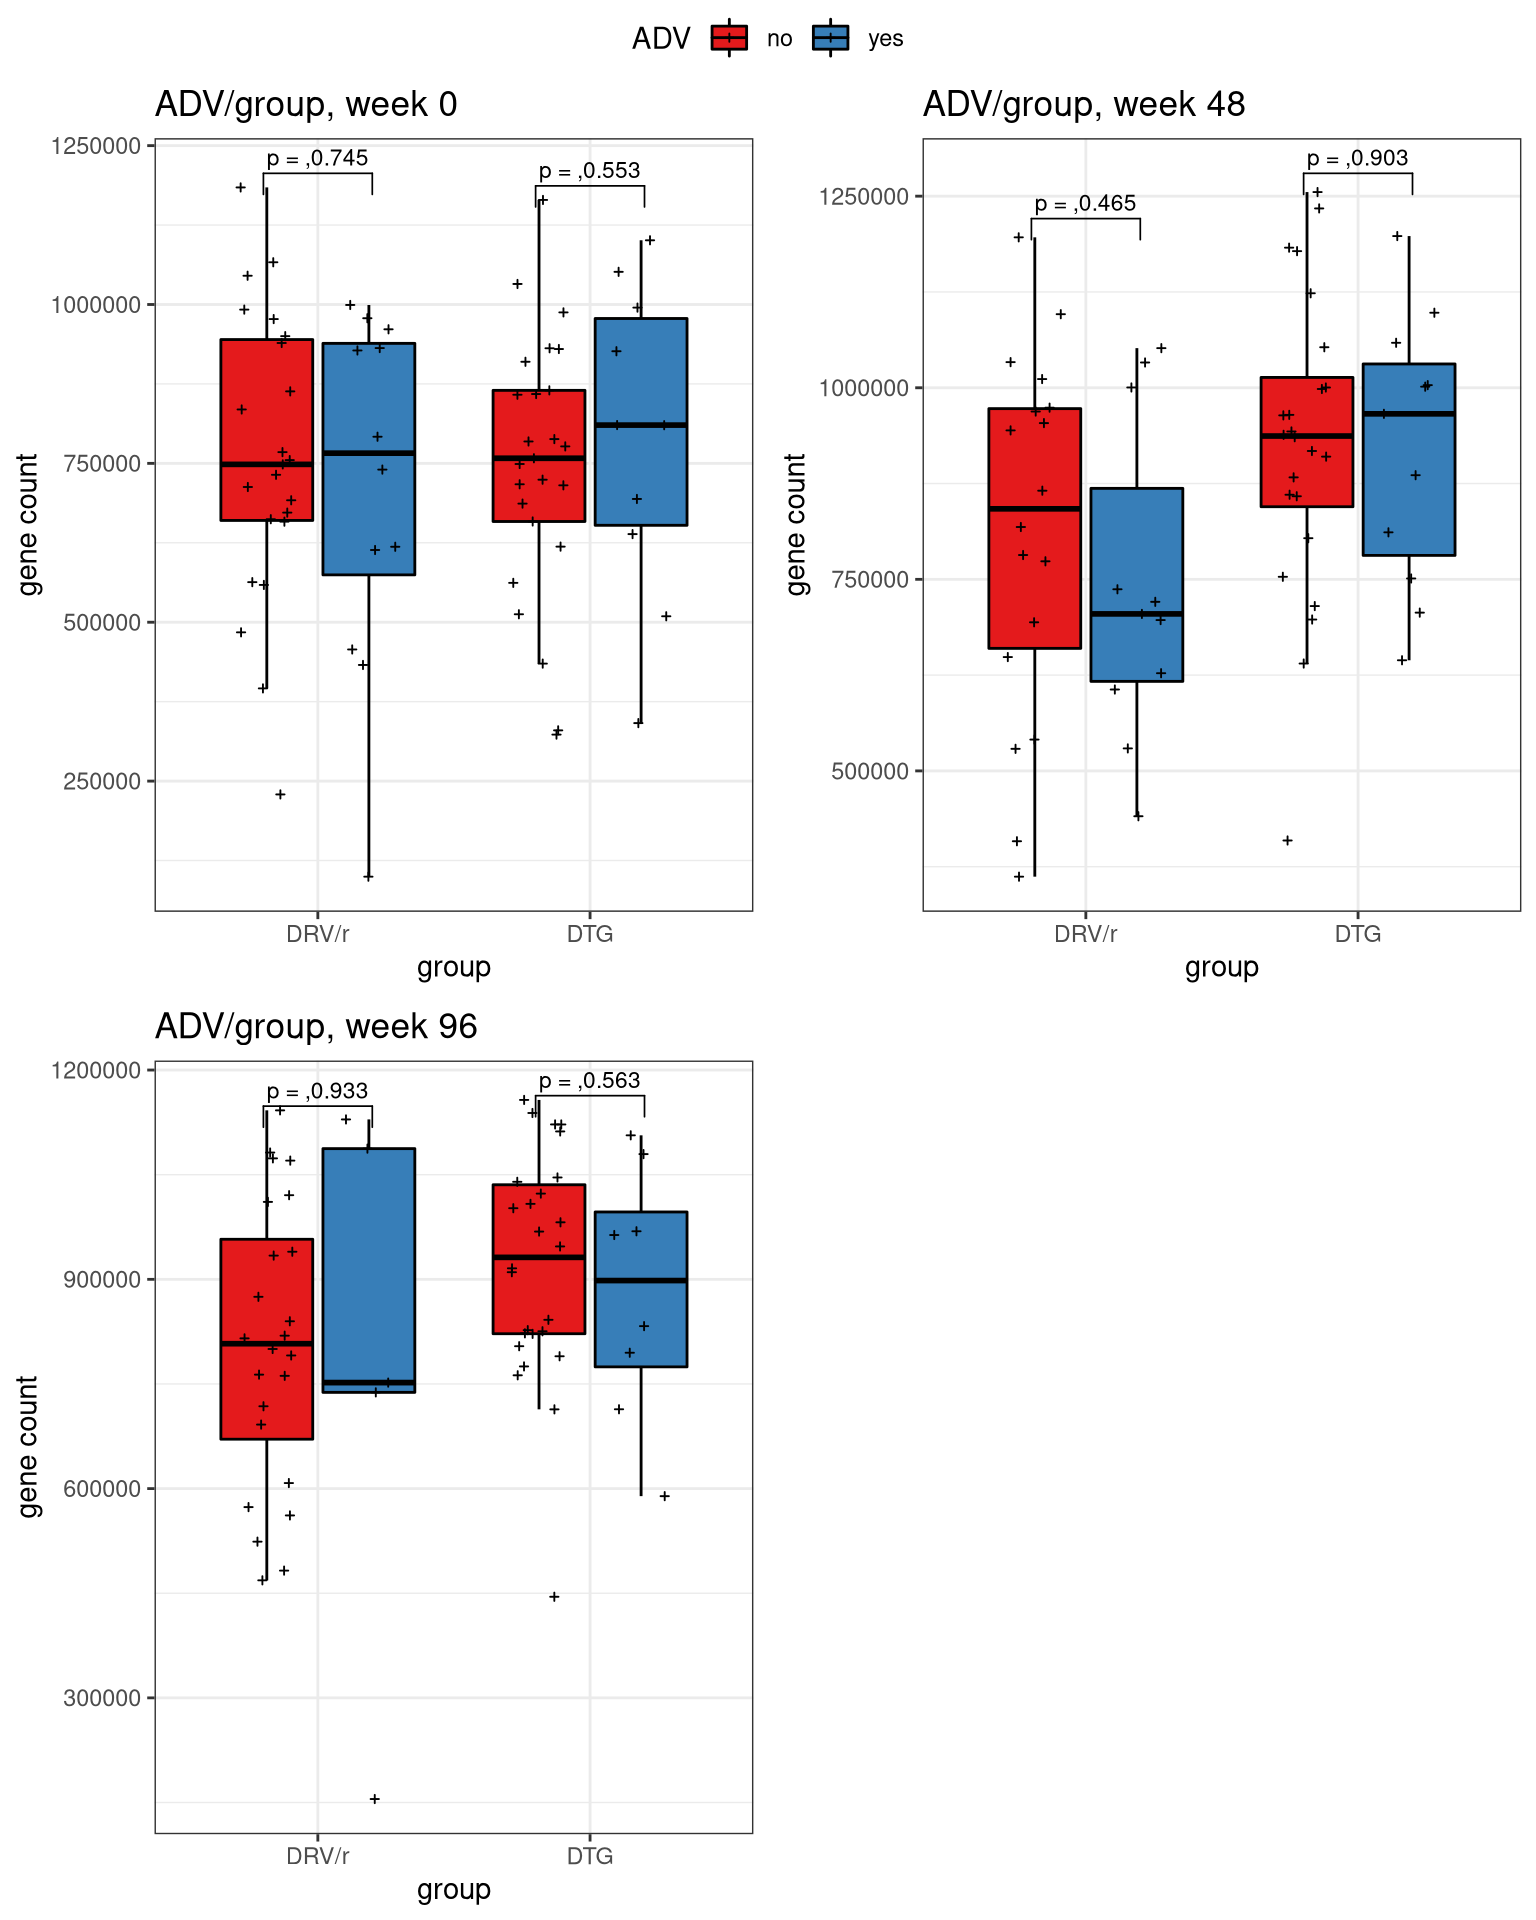 ADV no yes
ADV/group, week 0
1250000
1000000
750000
500000
250000
gene count
p = ,0.745
p = ,0.553
DRV/r DTG
group
ADV/group, week 48
1250000
1000000
750000
500000
gene count
p = ,0.465
p = ,0.903
DRV/r DTG
group
ADV/group, week 96
1200000
900000
600000
300000
gene count
p = ,0.933
p = ,0.563
DRV/r DTG
group